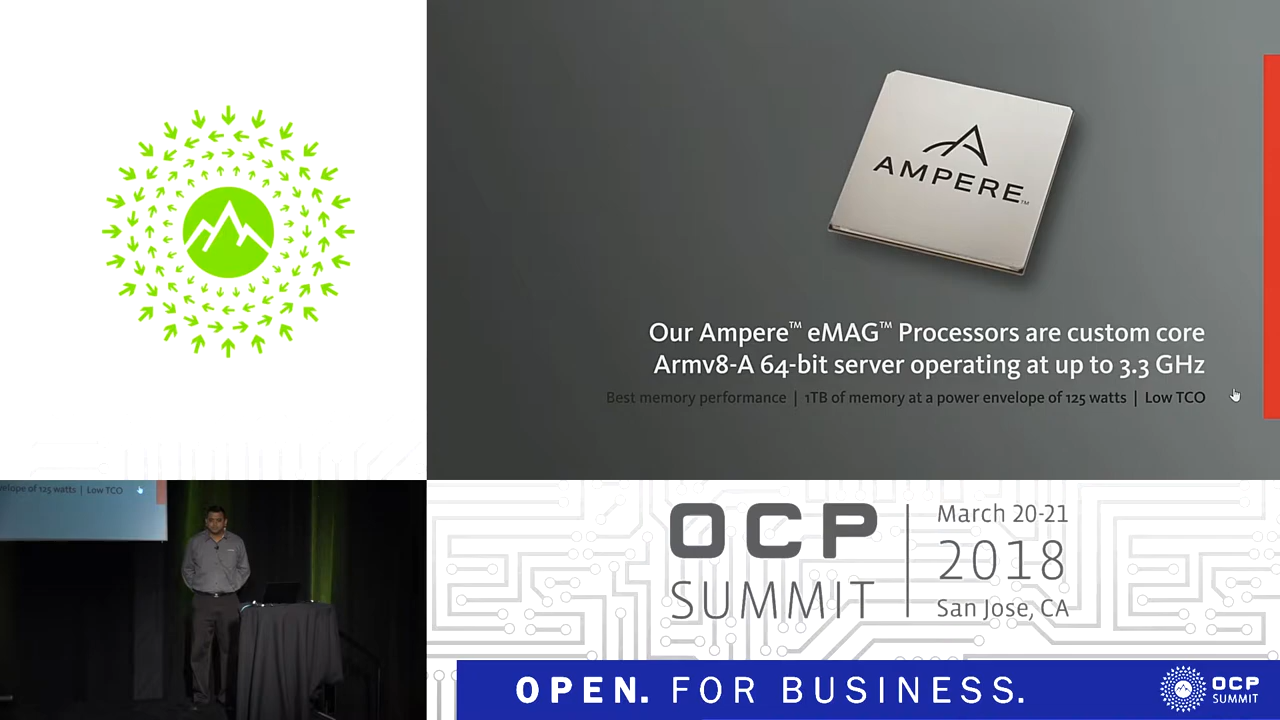 AMPERE™
Our Ampere™ eMAG™ Processors are custom core
Armv8-A 64-bit server operating at up to 3.3 GHz
Best memory performance | 1TB of memory at a power envelope of 125 watts | Low TCO
velope of 125 watts | Low TCO
OCP
SUMMIT
March 20-21
2018
San Jose, CA
OPEN. FOR BUSINESS.
OCP
SUMMIT